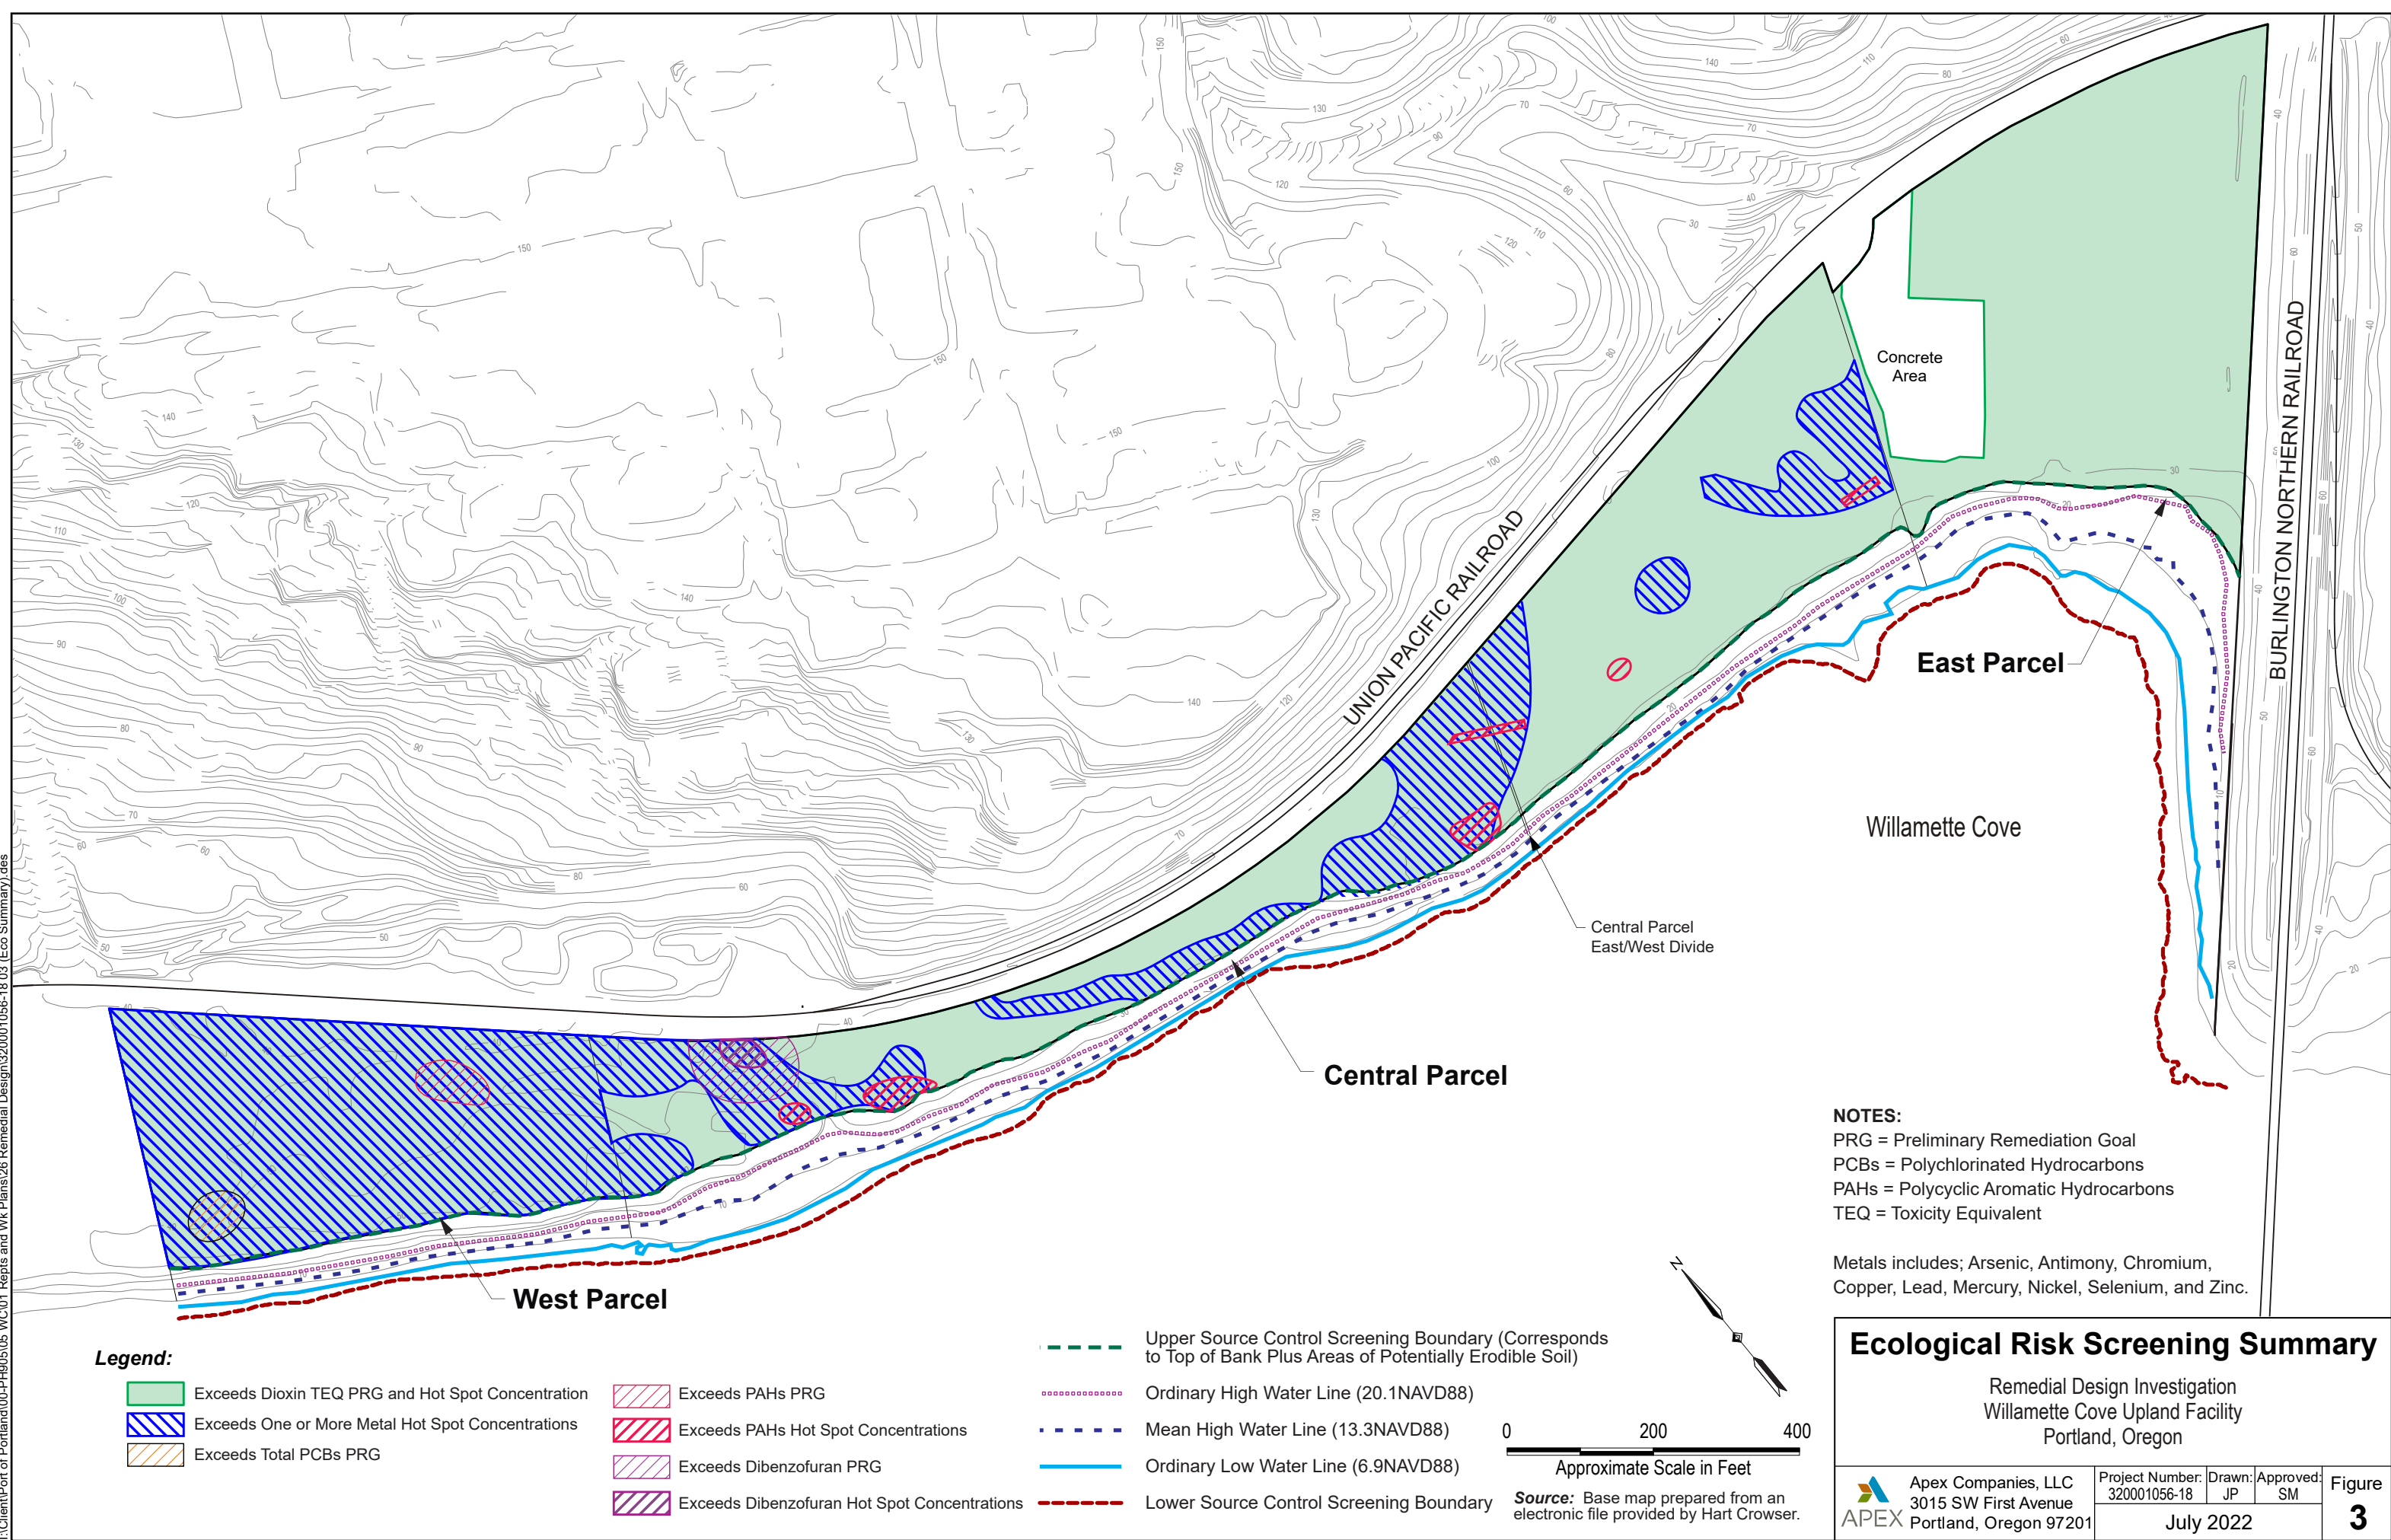 UNION PACIFIC RAILROAD
BURLINGTON NORTHERN RAILROAD
Concrete
Area
East Parcel
Willamette Cove
Central Parcel
East/West Divide
Central Parcel
West Parcel
NOTES:
PRG = Preliminary Remediation Goal
PCBs = Polychlorinated Hydrocarbons
PAHs = Polycyclic Aromatic Hydrocarbons
TEQ = Toxicity Equivalent
Metals includes; Arsenic, Antimony, Chromium,
Copper, Lead, Mercury, Nickel, Selenium, and Zinc.
Legend:
Exceeds Dioxin TEQ PRG and Hot Spot Concentration
Exceeds One or More Metal Hot Spot Concentrations
Exceeds Total PCBs PRG
Exceeds PAHs PRG
Exceeds PAHs Hot Spot Concentrations
Exceeds Dibenzofuran PRG
Exceeds Dibenzofuran Hot Spot Concentrations
Upper Source Control Screening Boundary (Corresponds
to Top of Bank Plus Areas of Potentially Erodible Soil)
Ordinary High Water Line (20.1NAVD88)
Mean High Water Line (13.3NAVD88)
Ordinary Low Water Line (6.9NAVD88)
Lower Source Control Screening Boundary
N
0 200 400
Approximate Scale in Feet
Source: Base map prepared from an
electronic file provided by Hart Crowser.
Ecological Risk Screening Summary
Remedial Design Investigation
Willamette Cove Upland Facility
Portland, Oregon
APEX
Apex Companies, LLC
3015 SW First Avenue
Portland, Oregon 97201
Project Number: 320001056-18
Drawn: JP
Approved: SM
July 2022
Figure
3